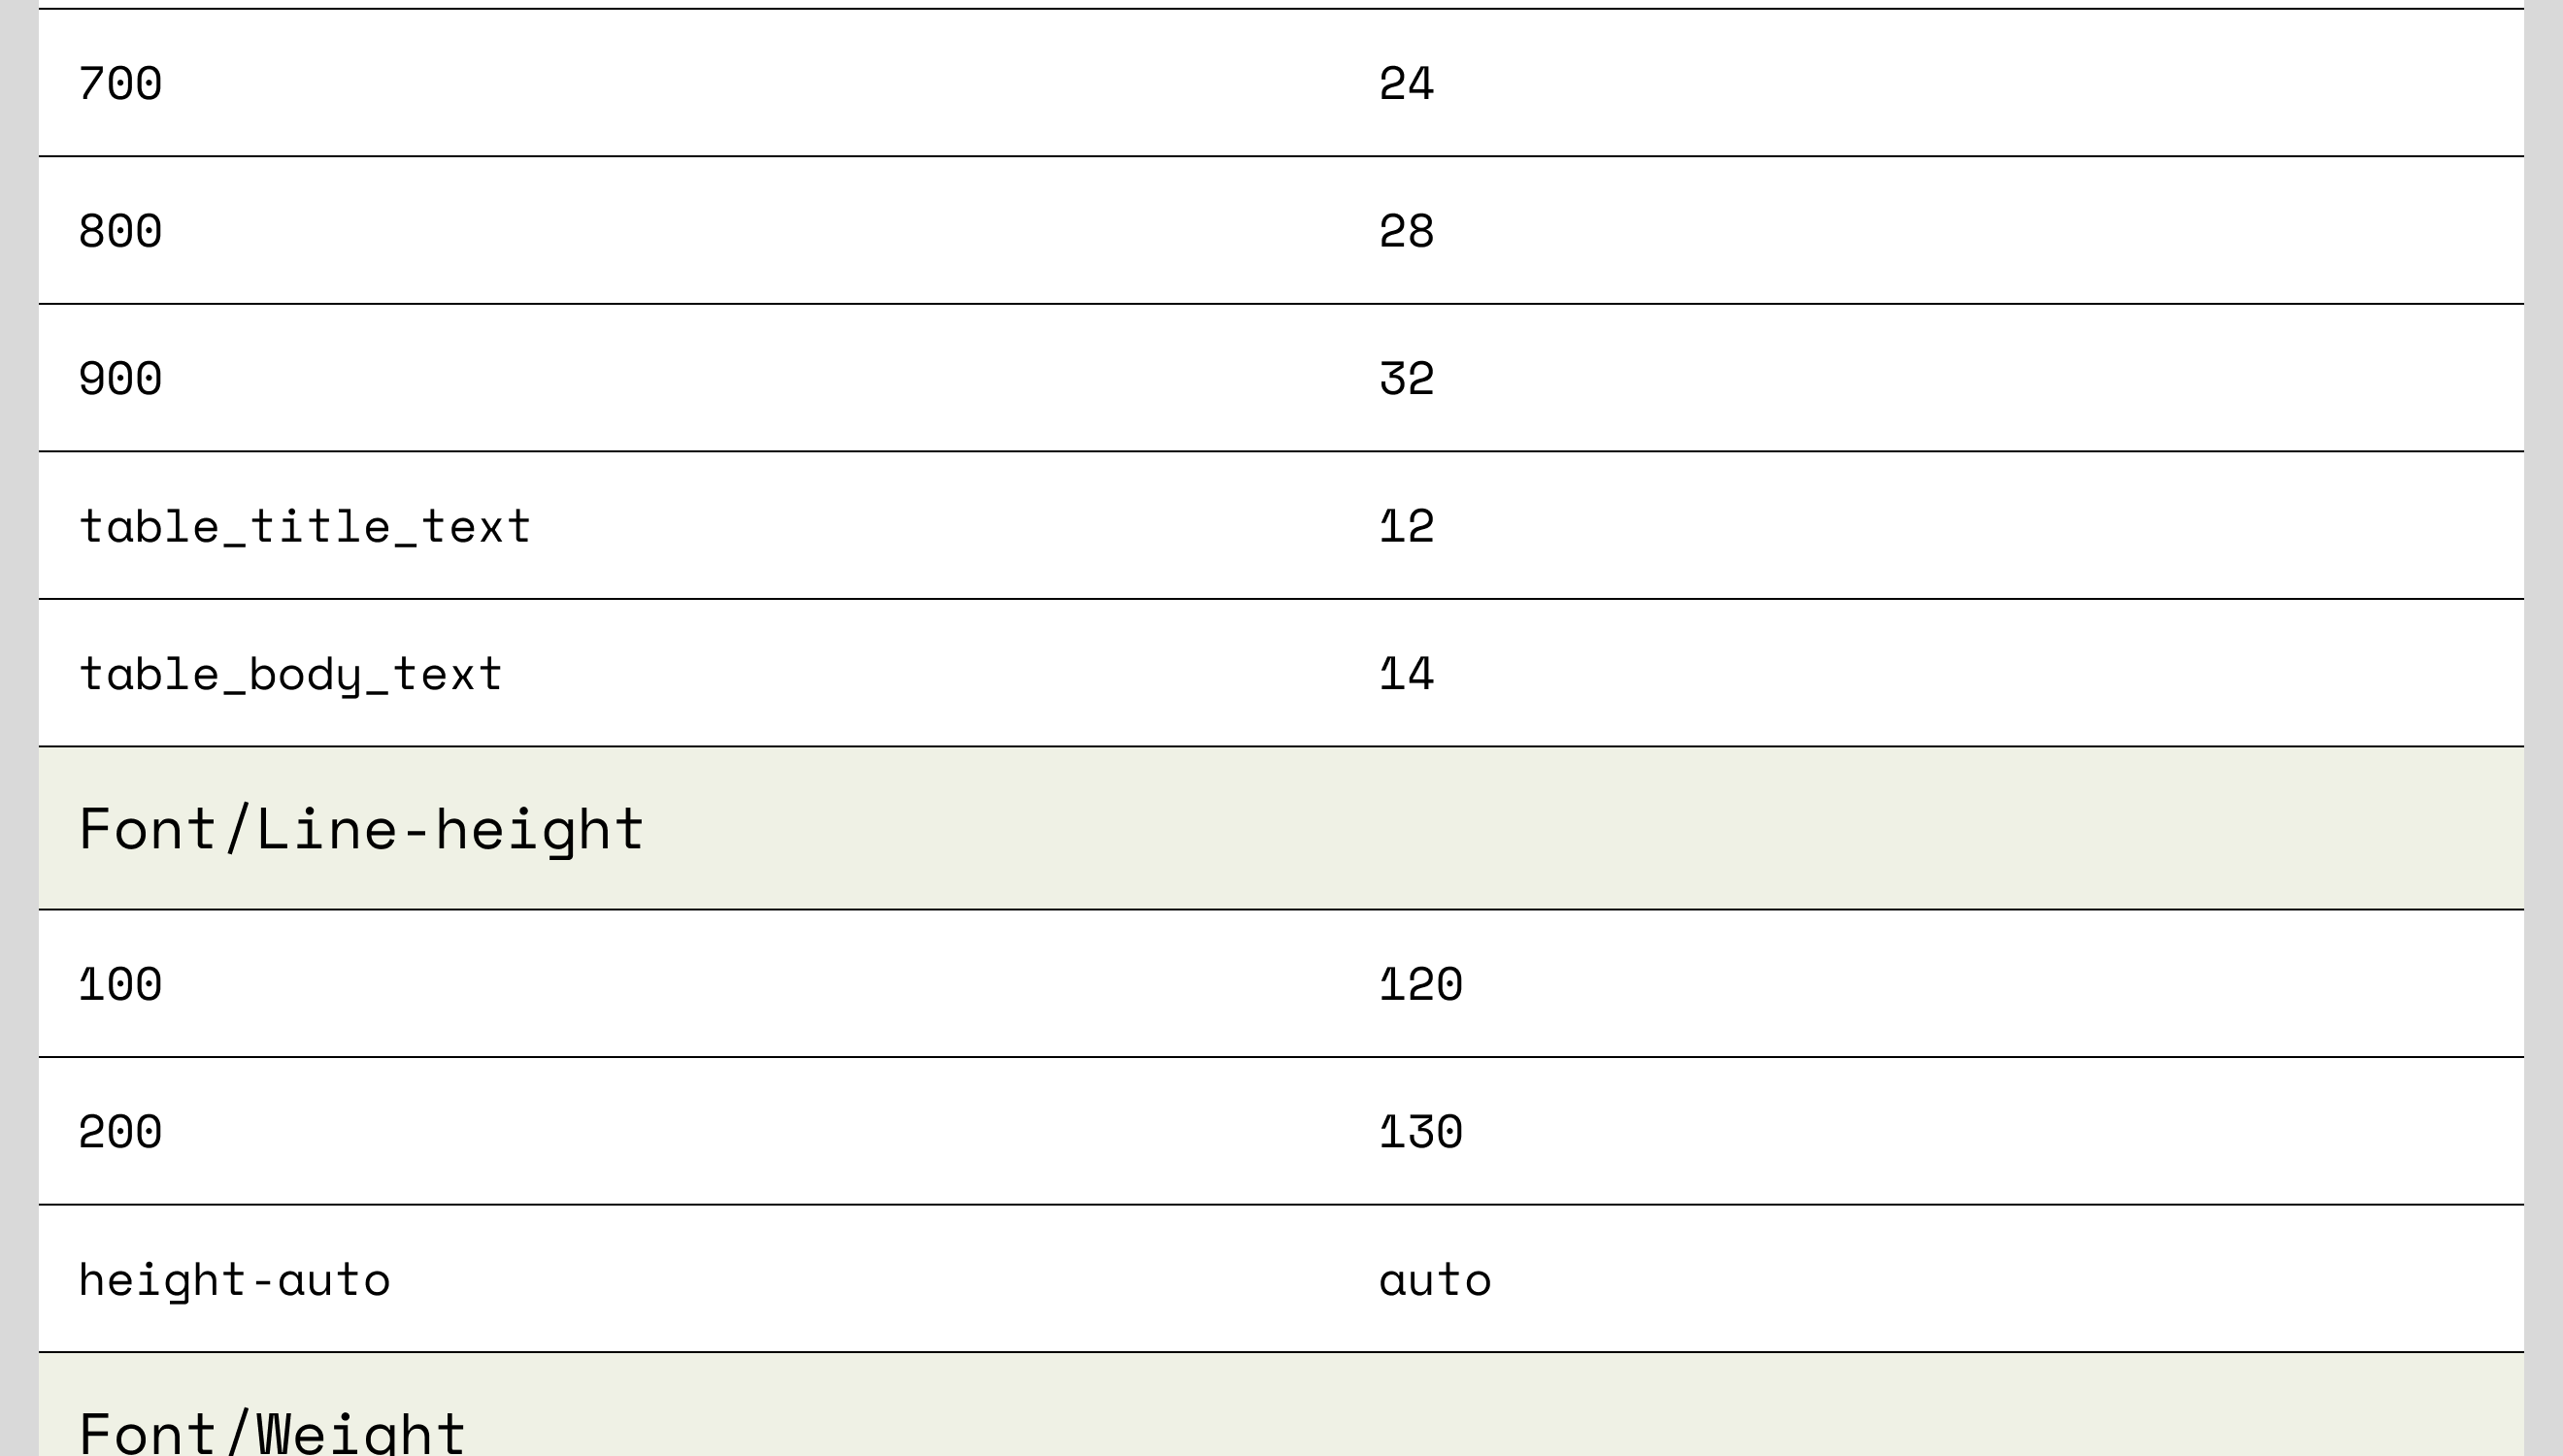 700 24
800 28
900 32
table_title_text 12
table_body_text 14
Font/Line-height
100 120
200 130
height-auto auto
Font/Weight